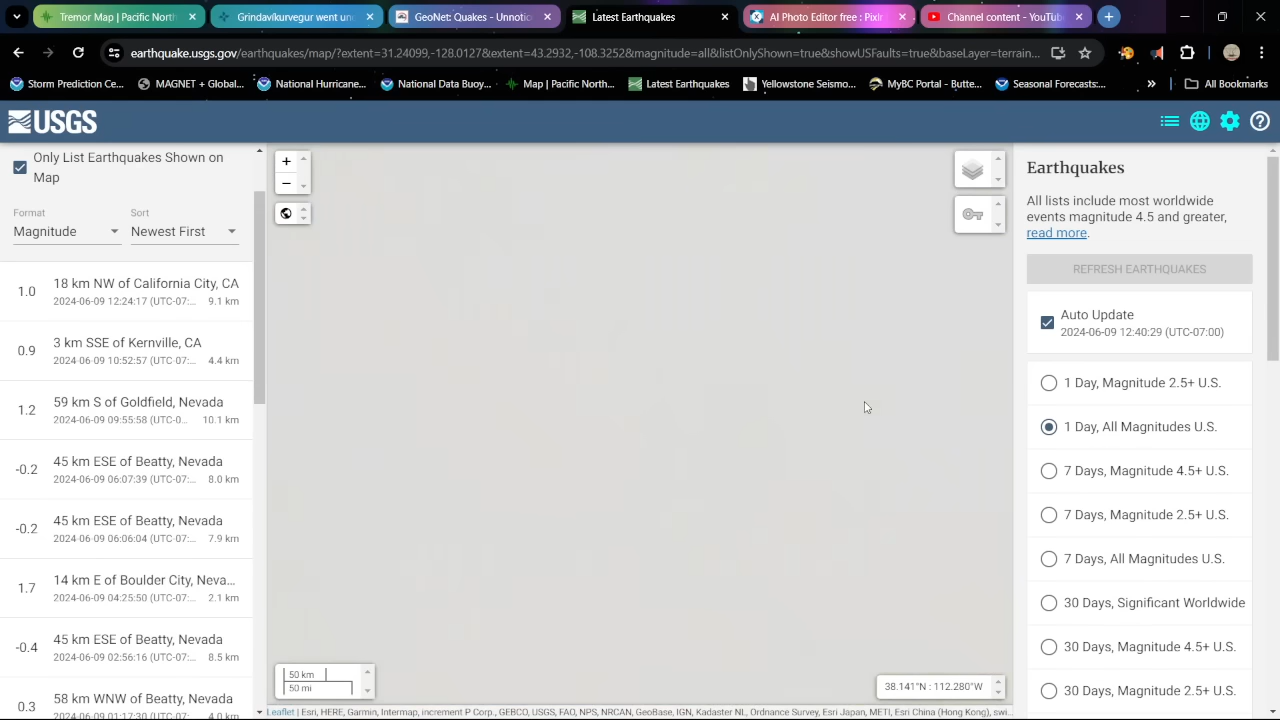 Tremor Map | Pacific North
Grindavíkurvegur went un
GeoNet: Quakes - Unnotic
Latest Earthquakes
AI Photo Editor free : Pixlr
Channel content - YouTub
earthquake.usgs.gov/earthquakes/map/?extent=31.24099,-128.0127&extent=43.2932,-108.3252&magnitude=all&listOnlyShown=true&showUSFaults=true&baseLayer=terrain...
Storm Prediction Ce...
MAGNET + Global...
National Hurricane...
National Data Buoy...
Map | Pacific North...
Latest Earthquakes
Yellowstone Seismo...
MyBC Portal - Butte...
Seasonal Forecasts:...
»
All Bookmarks
USGS
Only List Earthquakes Shown on
Map
Format
Sort
Magnitude
Newest First
1.0
18 km NW of California City, CA
2024-06-09 12:24:17 (UTC-07:...
9.1 km
0.9
3 km SSE of Kernville, CA
2024-06-09 10:52:57 (UTC-07:...
4.4 km
1.2
59 km S of Goldfield, Nevada
2024-06-09 09:55:58 (UTC-0...
10.1 km
-0.2
45 km ESE of Beatty, Nevada
2024-06-09 06:07:39 (UTC-07:...
8.0 km
-0.2
45 km ESE of Beatty, Nevada
2024-06-09 06:06:04 (UTC-07:...
7.9 km
1.7
14 km E of Boulder City, Neva...
2024-06-09 04:25:50 (UTC-07:...
2.1 km
-0.4
45 km ESE of Beatty, Nevada
2024-06-09 02:56:16 (UTC-07:...
8.5 km
0.3
58 km WNW of Beatty, Nevada
2024-06-09 01:17:30 (UTC-07:...
4.0 km
+
−
50 km
50 mi
38.141°N : 112.280°W
Leaflet | Esri, HERE, Garmin, Intermap, increment P Corp., GEBCO, USGS, FAO, NPS, NRCAN, GeoBase, IGN, Kadaster NL, Ordnance Survey, Esri Japan, METI, Esri China (Hong Kong), swi...
Earthquakes
All lists include most worldwide
events magnitude 4.5 and greater,
read more.
REFRESH EARTHQUAKES
Auto Update
2024-06-09 12:40:29 (UTC-07:00)
1 Day, Magnitude 2.5+ U.S.
1 Day, All Magnitudes U.S.
7 Days, Magnitude 4.5+ U.S.
7 Days, Magnitude 2.5+ U.S.
7 Days, All Magnitudes U.S.
30 Days, Significant Worldwide
30 Days, Magnitude 4.5+ U.S.
30 Days, Magnitude 2.5+ U.S.